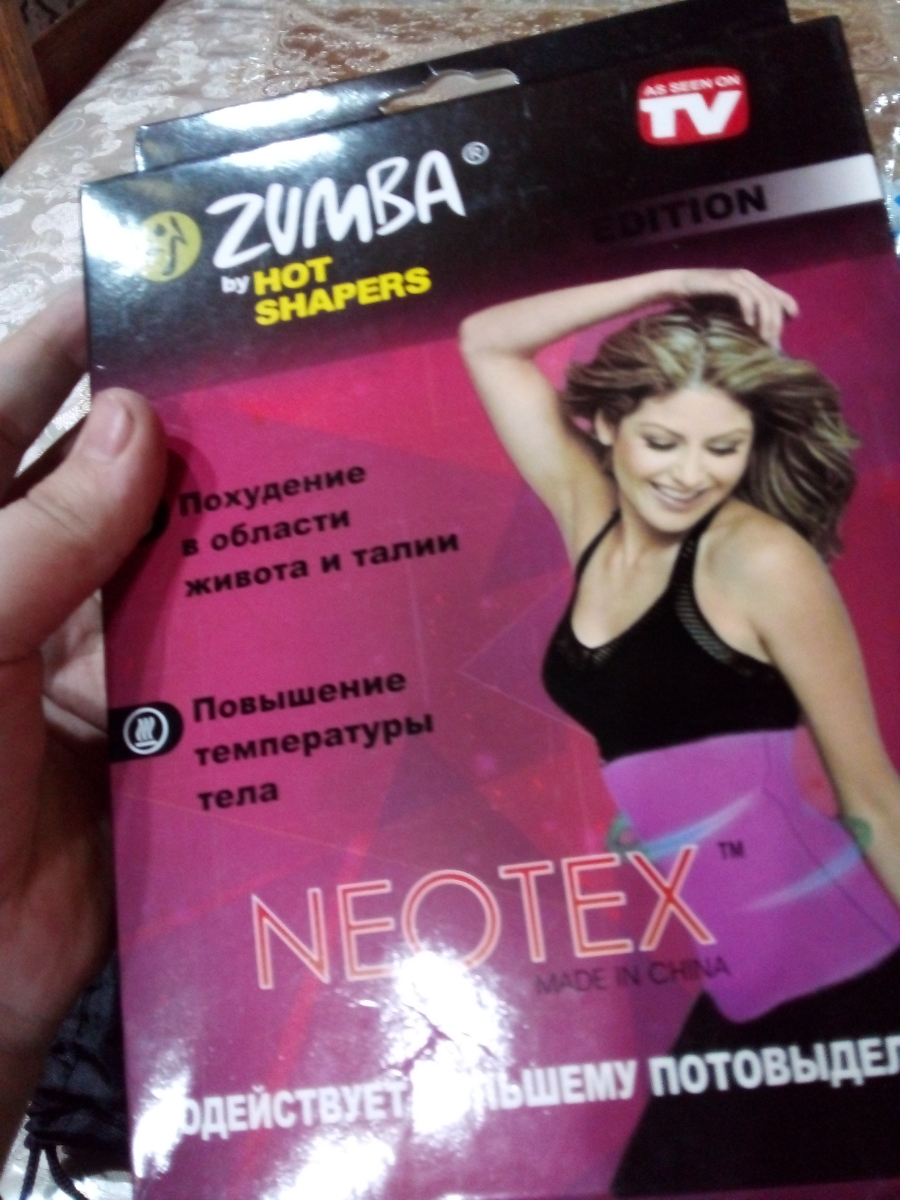 AS SEEN ON
TV
ZUMBA®
by HOT
SHAPERS
EDITION
Похудение
в области
живота и талии
Повышение
температуры
тела
NEOTEX™
MADE IN CHINA
ПОТОВЫДЕЛ